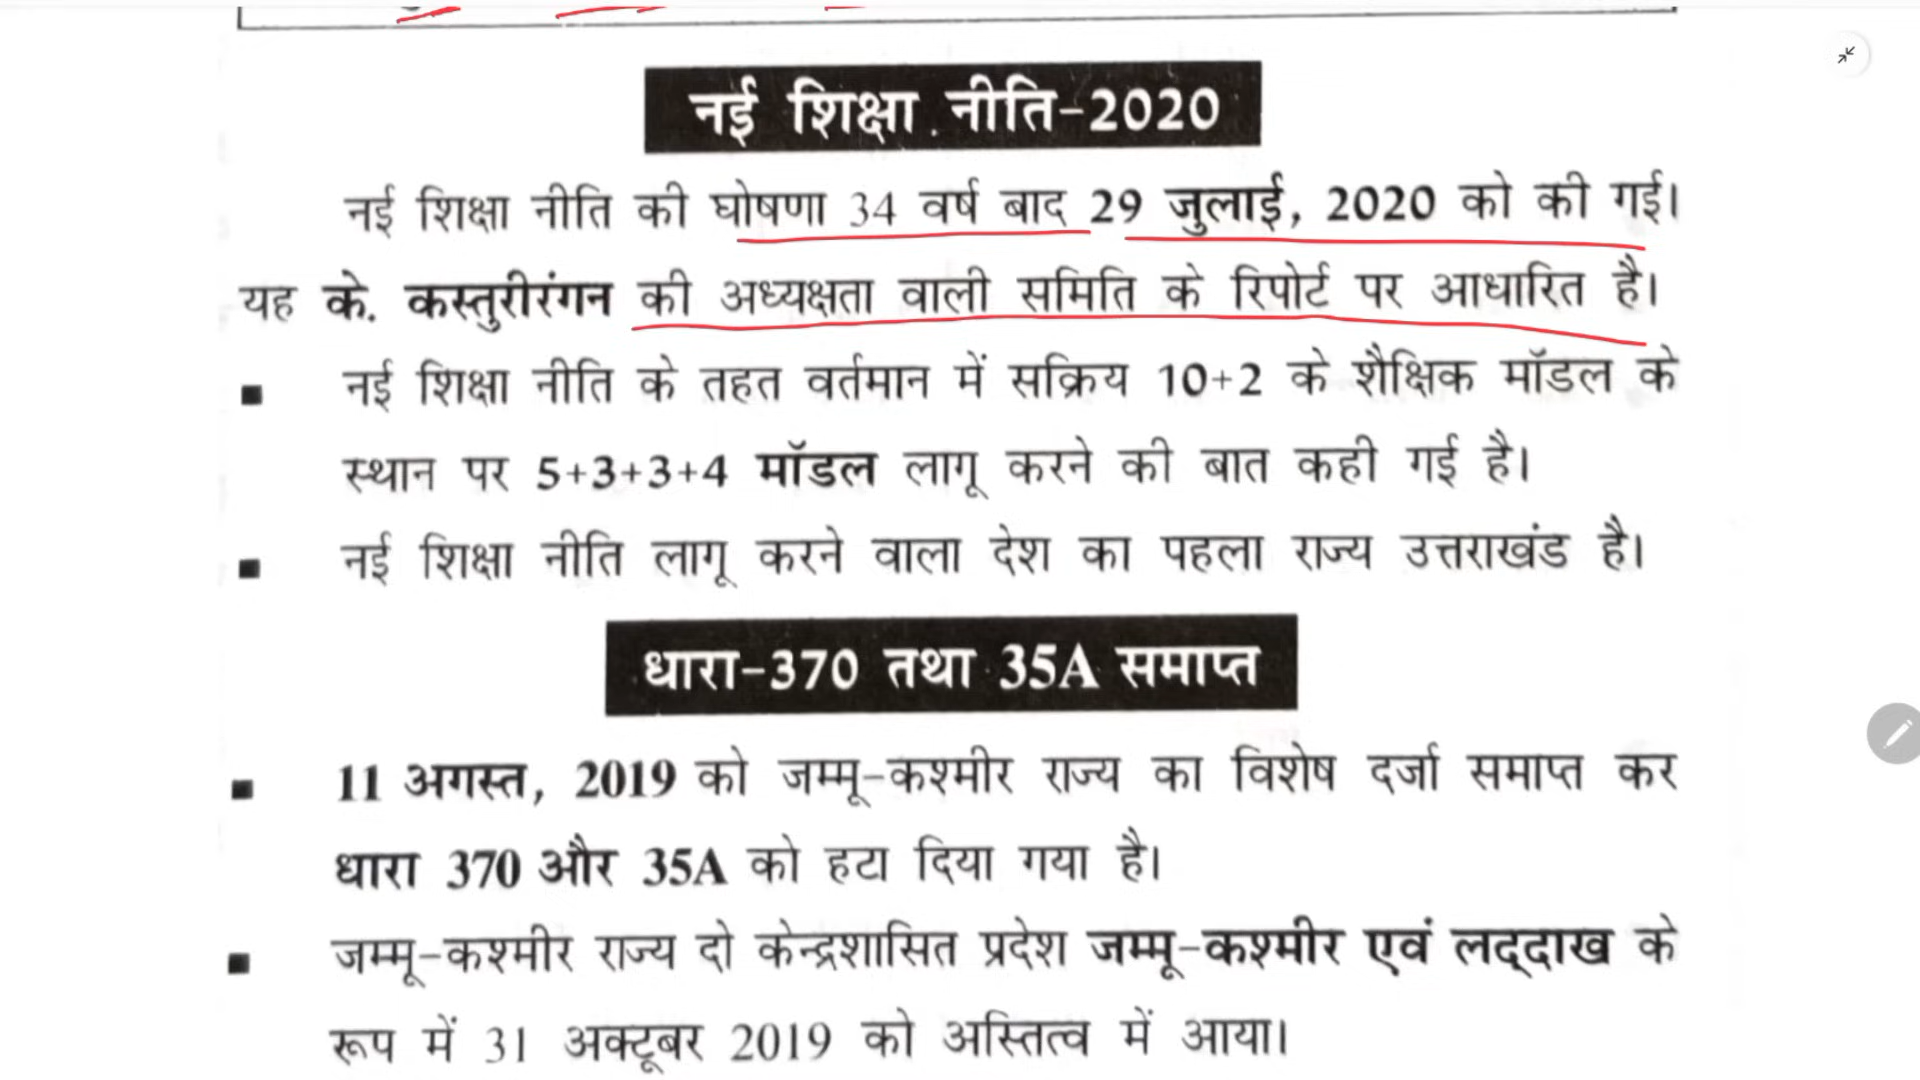 नई शिक्षा नीति-2020
नई शिक्षा नीति की घोषणा 34 वर्ष बाद 29 जुलाई, 2020 को की गई।
यह के. कस्तुरीरंगन की अध्यक्षता वाली समिति के रिपोर्ट पर आधारित है।
▪ नई शिक्षा नीति के तहत वर्तमान में सक्रिय 10+2 के शैक्षिक मॉडल के
स्थान पर 5+3+3+4 मॉडल लागू करने की बात कही गई है।
▪ नई शिक्षा नीति लागू करने वाला देश का पहला राज्य उत्तराखंड है।
धारा-370 तथा 35A समाप्त
▪ 11 अगस्त, 2019 को जम्मू-कश्मीर राज्य का विशेष दर्जा समाप्त कर
धारा 370 और 35A को हटा दिया गया है।
▪ जम्मू-कश्मीर राज्य दो केन्द्रशासित प्रदेश जम्मू-कश्मीर एवं लद्‌दाख के
रूप में 31 अक्टूबर 2019 को अस्तित्व में आया।